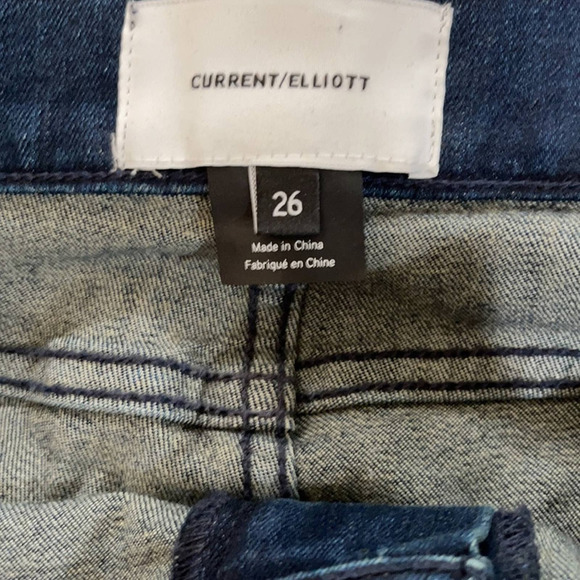 CURRENT/ELLIOTT
26
Made in China
Fabriqué en Chine